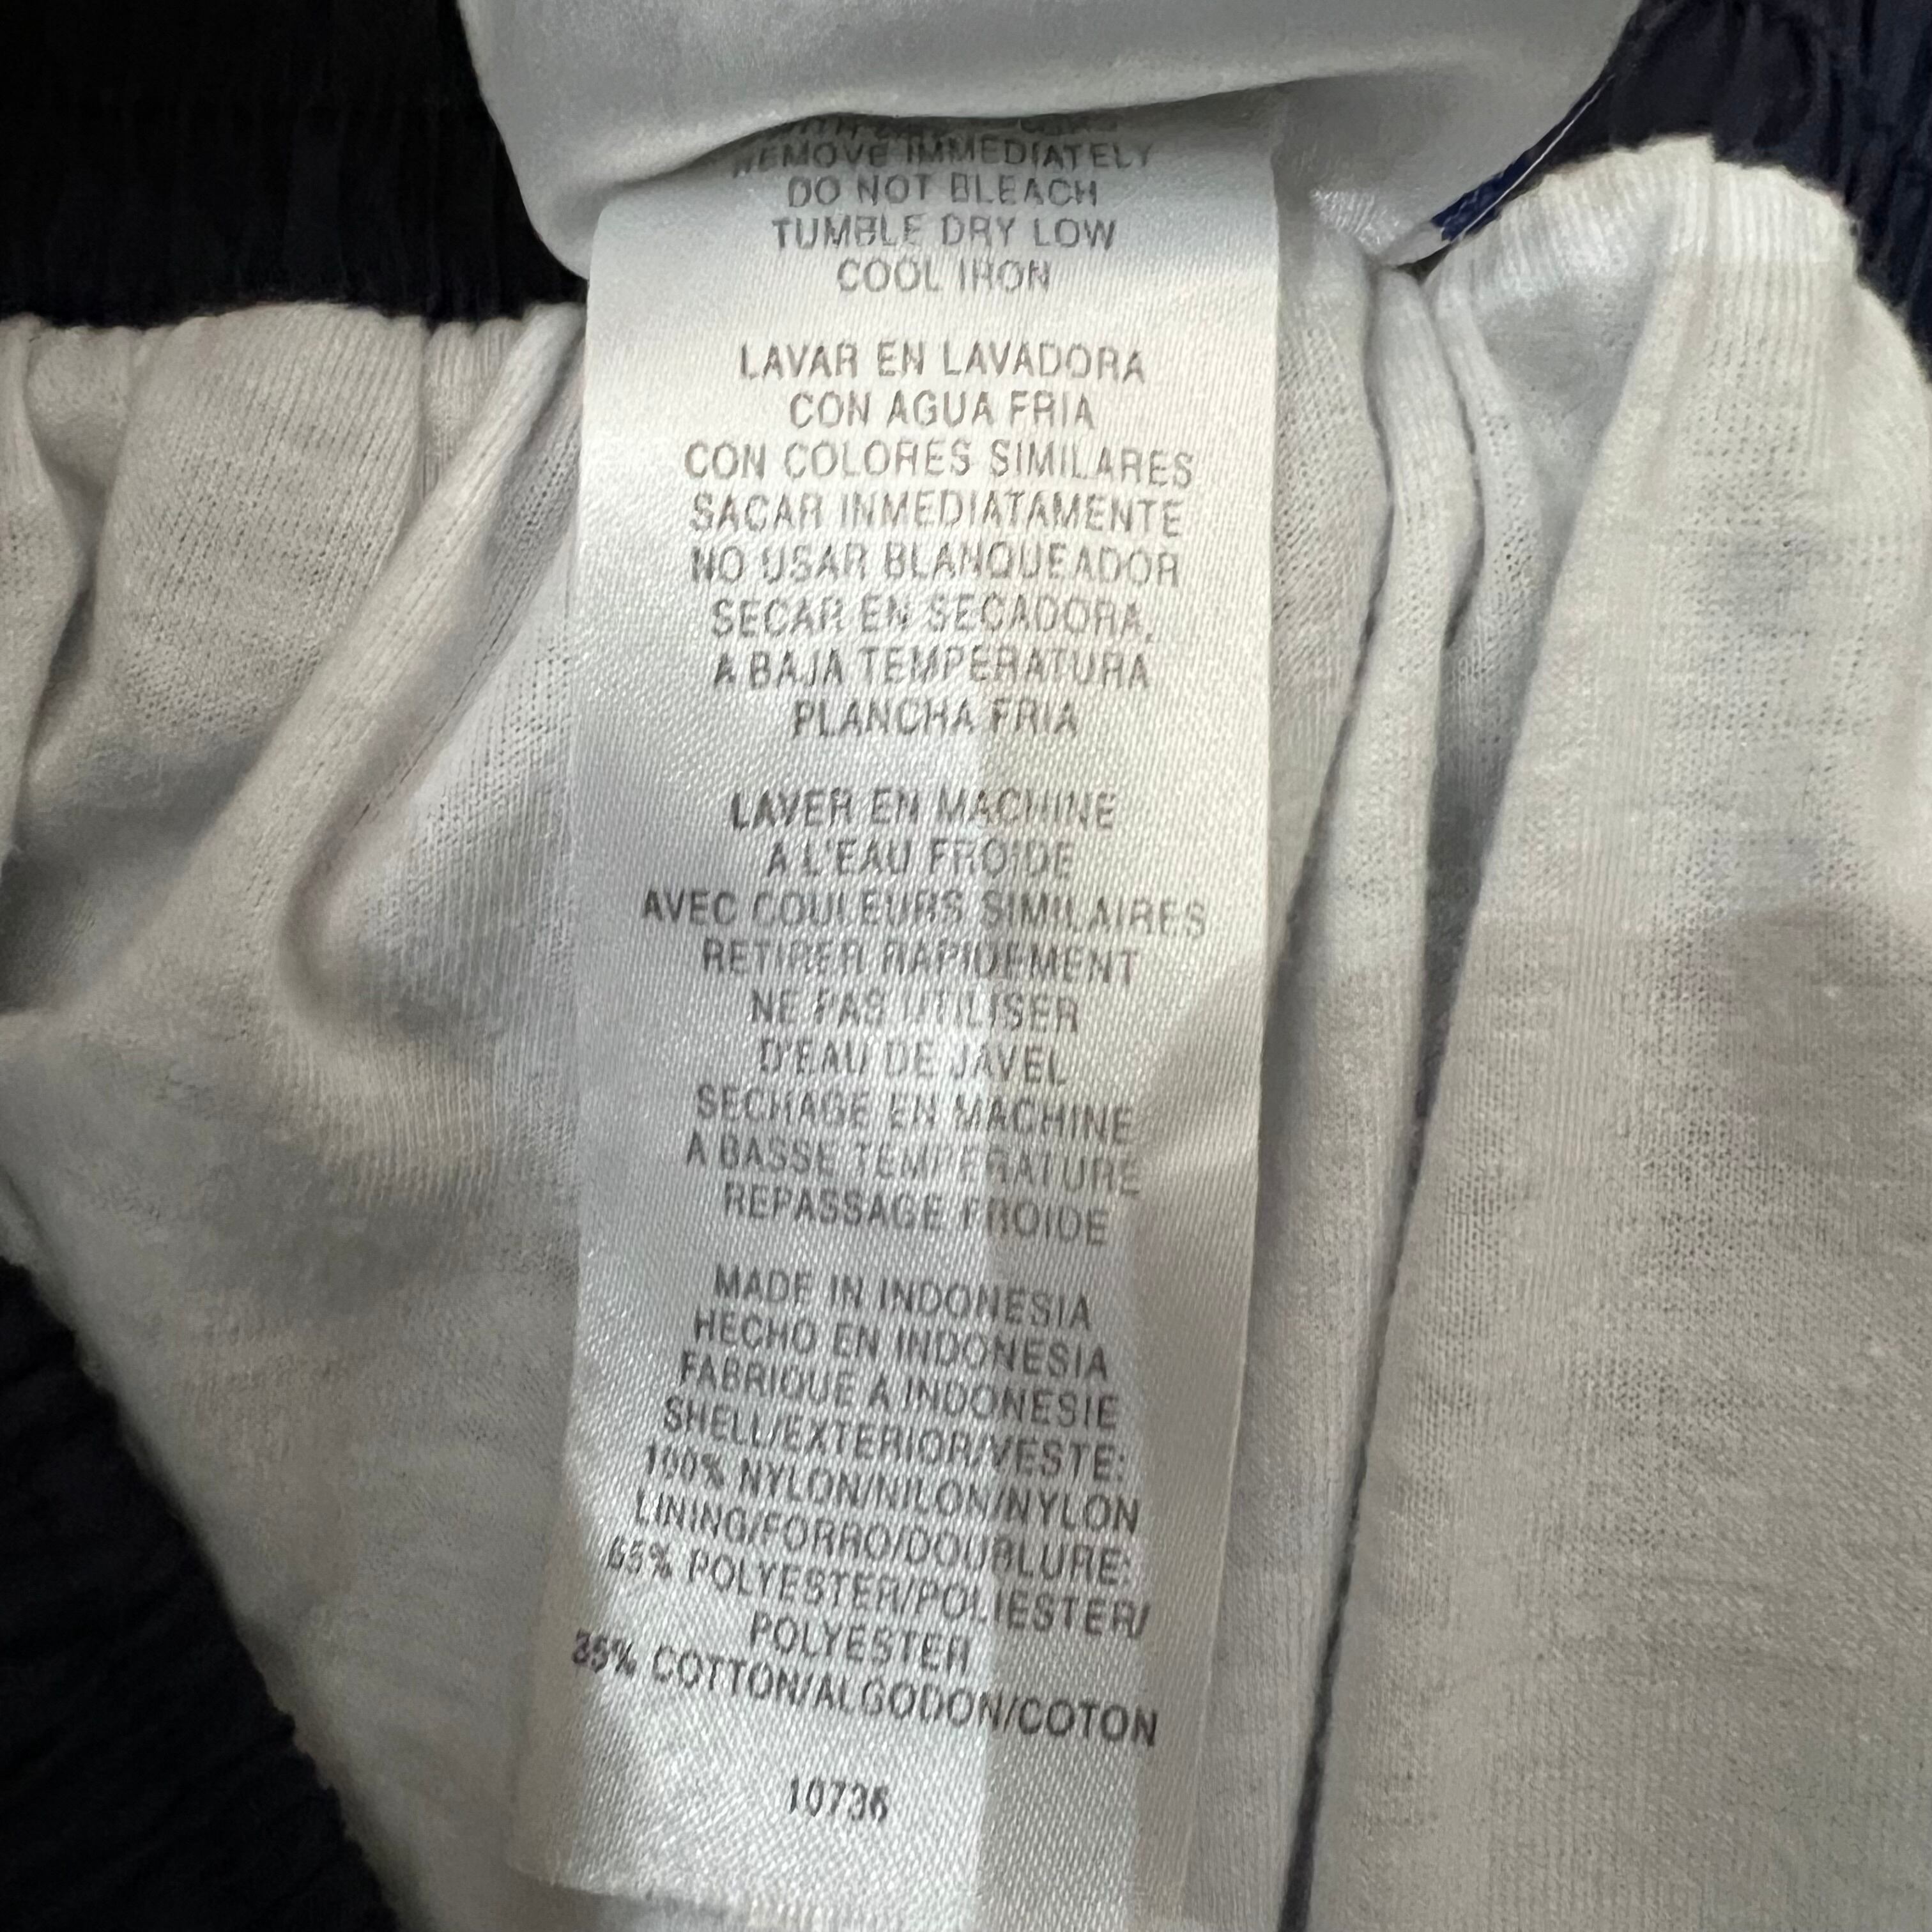 REMOVE IMMEDIATELY
DO NOT BLEACH
TUMBLE DRY LOW
COOL IRON
LAVAR EN LAVADORA
CON AGUA FRIA
CON COLORES SIMILARES
SACAR INMEDIATAMENTE
NO USAR BLANQUEADOR
SECAR EN SECADORA,
A BAJA TEMPERATURA
PLANCHA FRIA
LAVER EN MACHINE
A L'EAU FROIDE
AVEC COULEURS SIMILAIRES
RETIRER RAPIDEMENT
NE PAS UTILISER
D'EAU DE JAVEL
SECHAGE EN MACHINE
A BASSE TEMPERATURE
REPASSAGE FROIDE
MADE IN INDONESIA
HECHO EN INDONESIA
FABRIQUE A INDONESIE
SHELL/EXTERIOR/VESTE:
100% NYLON/NILON/NYLON
LINING/FORRO/DOUBLURE:
65% POLYESTER/POLIESTER/
POLYESTER
35% COTTON/ALGODON/COTON
10736